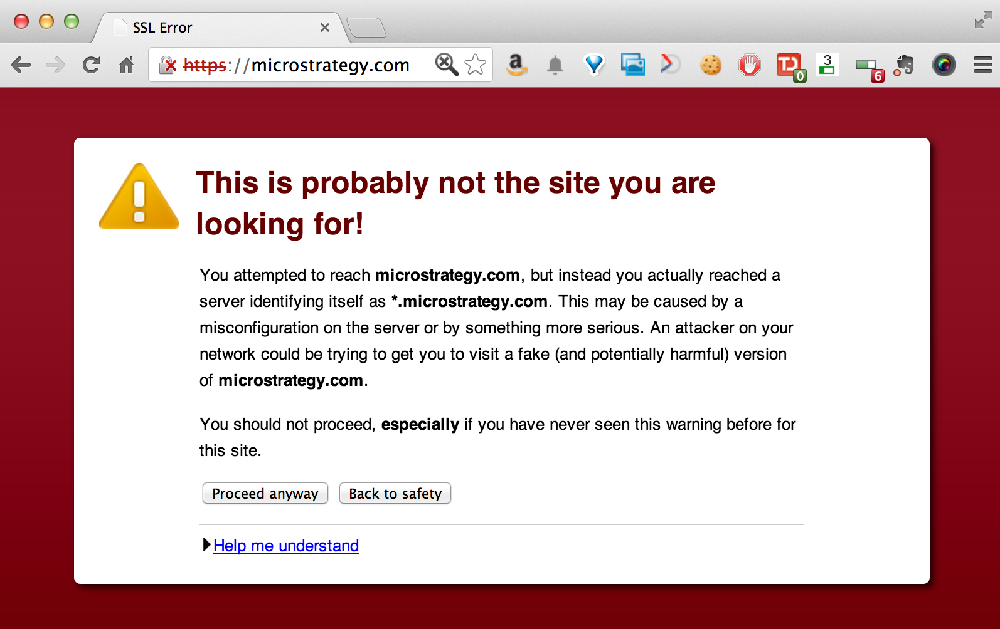 SSL Error
https://microstrategy.com
a
TD
0
3
6
This is probably not the site you are
looking for!
You attempted to reach microstrategy.com, but instead you actually reached a
server identifying itself as *.microstrategy.com. This may be caused by a
misconfiguration on the server or by something more serious. An attacker on your
network could be trying to get you to visit a fake (and potentially harmful) version
of microstrategy.com.
You should not proceed, especially if you have never seen this warning before for
this site.
Proceed anyway
Back to safety
Help me understand